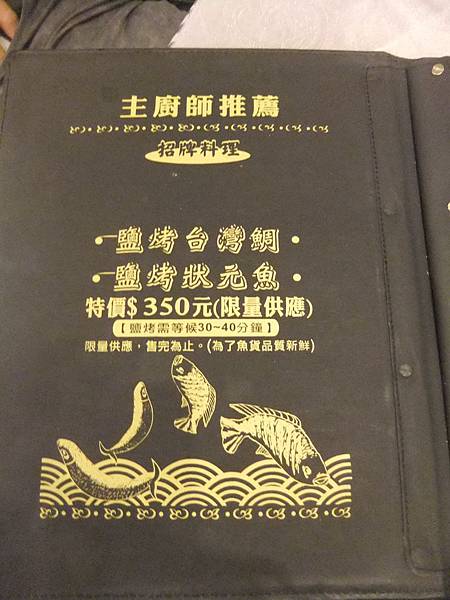 主廚師推薦
招牌料理
•鹽烤台灣鯛•
•鹽烤狀元魚•
特價$350元(限量供應)
【鹽烤需等候30~40分鐘】
限量供應，售完為止。(為了魚貨品質新鮮)